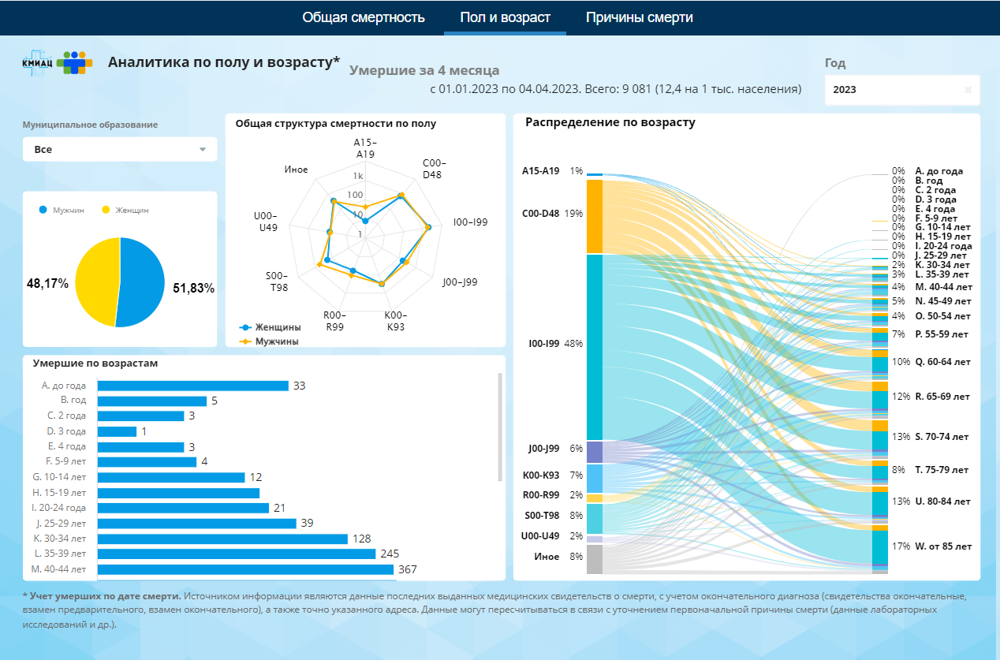 Общая смертность
Пол и возраст
Причины смерти
КМИАЦ
Аналитика по полу и возрасту*
Умершие за 4 месяца
с 01.01.2023 по 04.04.2023. Всего: 9 081 (12,4 на 1 тыс. населения)
Год
2023
Муниципальное образование
Все
Мужчин
Женщин
48,17%
51,83%
Общая структура смертности по полу
A15–
A19
C00–
D48
I00–I99
J00–J99
K00–
K93
R00–
R99
S00–
T98
U00–
U49
Иное
1k
100
10
1
Женщины
Мужчины
Умершие по возрастам
A. до года 33
B. год 5
C. 2 года 3
D. 3 года 1
E. 4 года 3
F. 5-9 лет 4
G. 10-14 лет 12
H. 15-19 лет
I. 20-24 года 21
J. 25-29 лет 39
K. 30-34 лет 128
L. 35-39 лет 245
M. 40-44 лет 367
Распределение по возрасту
A15-A19 1%
C00-D48 19%
I00-I99 48%
J00-J99 6%
K00-K93 7%
R00-R99 2%
S00-T98 8%
U00-U49 2%
Иное 8%
0% A. до года
0% B. год
0% C. 2 года
0% D. 3 года
0% E. 4 года
0% F. 5-9 лет
0% G. 10-14 лет
0% H. 15-19 лет
0% I. 20-24 года
0% J. 25-29 лет
2% K. 30-34 лет
3% L. 35-39 лет
4% M. 40-44 лет
5% N. 45-49 лет
4% O. 50-54 лет
7% P. 55-59 лет
10% Q. 60-64 лет
12% R. 65-69 лет
13% S. 70-74 лет
8% T. 75-79 лет
13% U. 80-84 лет
17% W. от 85 лет
* Учет умерших по дате смерти. Источником информации являются данные последних выданных медицинских свидетельств о смерти, с учетом окончательного диагноза (свидетельства окончательные,
взамен предварительного, взамен окончательного), а также точно указанного адреса. Данные могут пересчитываться в связи с уточнением первоначальной причины смерти (данные лабораторных
исследований и др.).